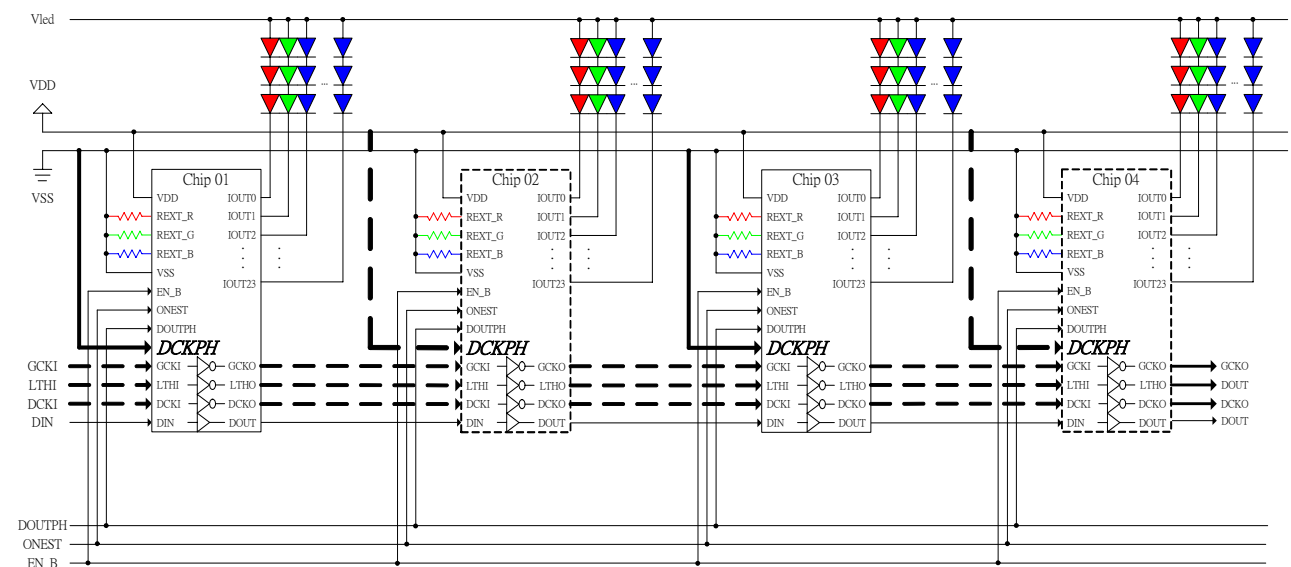 Vled
VDD
VSS
Chip 01
VDD IOUT0
REXT_R IOUT1
REXT_G IOUT2
REXT_B
VSS
IOUT23
EN_B
ONEST
DOUTPH
DCKPH
GCKI GCKO
LTHI LTHO
DCKI DCKO
DIN DOUT
Chip 02
VDD IOUT0
REXT_R IOUT1
REXT_G IOUT2
REXT_B
VSS
IOUT23
EN_B
ONEST
DOUTPH
DCKPH
GCKI GCKO
LTHI LTHO
DCKI DCKO
DIN DOUT
Chip 03
VDD IOUT0
REXT_R IOUT1
REXT_G IOUT2
REXT_B
VSS
IOUT23
EN_B
ONEST
DOUTPH
DCKPH
GCKI GCKO
LTHI LTHO
DCKI DCKO
DIN DOUT
Chip 04
VDD IOUT0
REXT_R IOUT1
REXT_G IOUT2
REXT_B
VSS
IOUT23
EN_B
ONEST
DOUTPH
DCKPH
GCKI GCKO
LTHI LTHO
DCKI DCKO
DIN DOUT
GCKI
LTHI
DCKI
DIN
GCKO
DOUT
DCKO
DOUT
DOUTPH
ONEST
EN_B